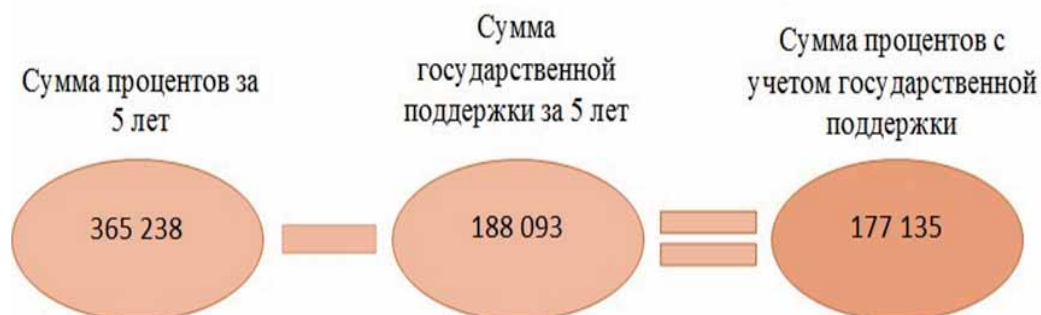 Сумма процентов за
5 лет
Сумма
государственной
поддержки за 5 лет
Сумма процентов с
учетом государственной
поддержки
365 238
188 093
177 135